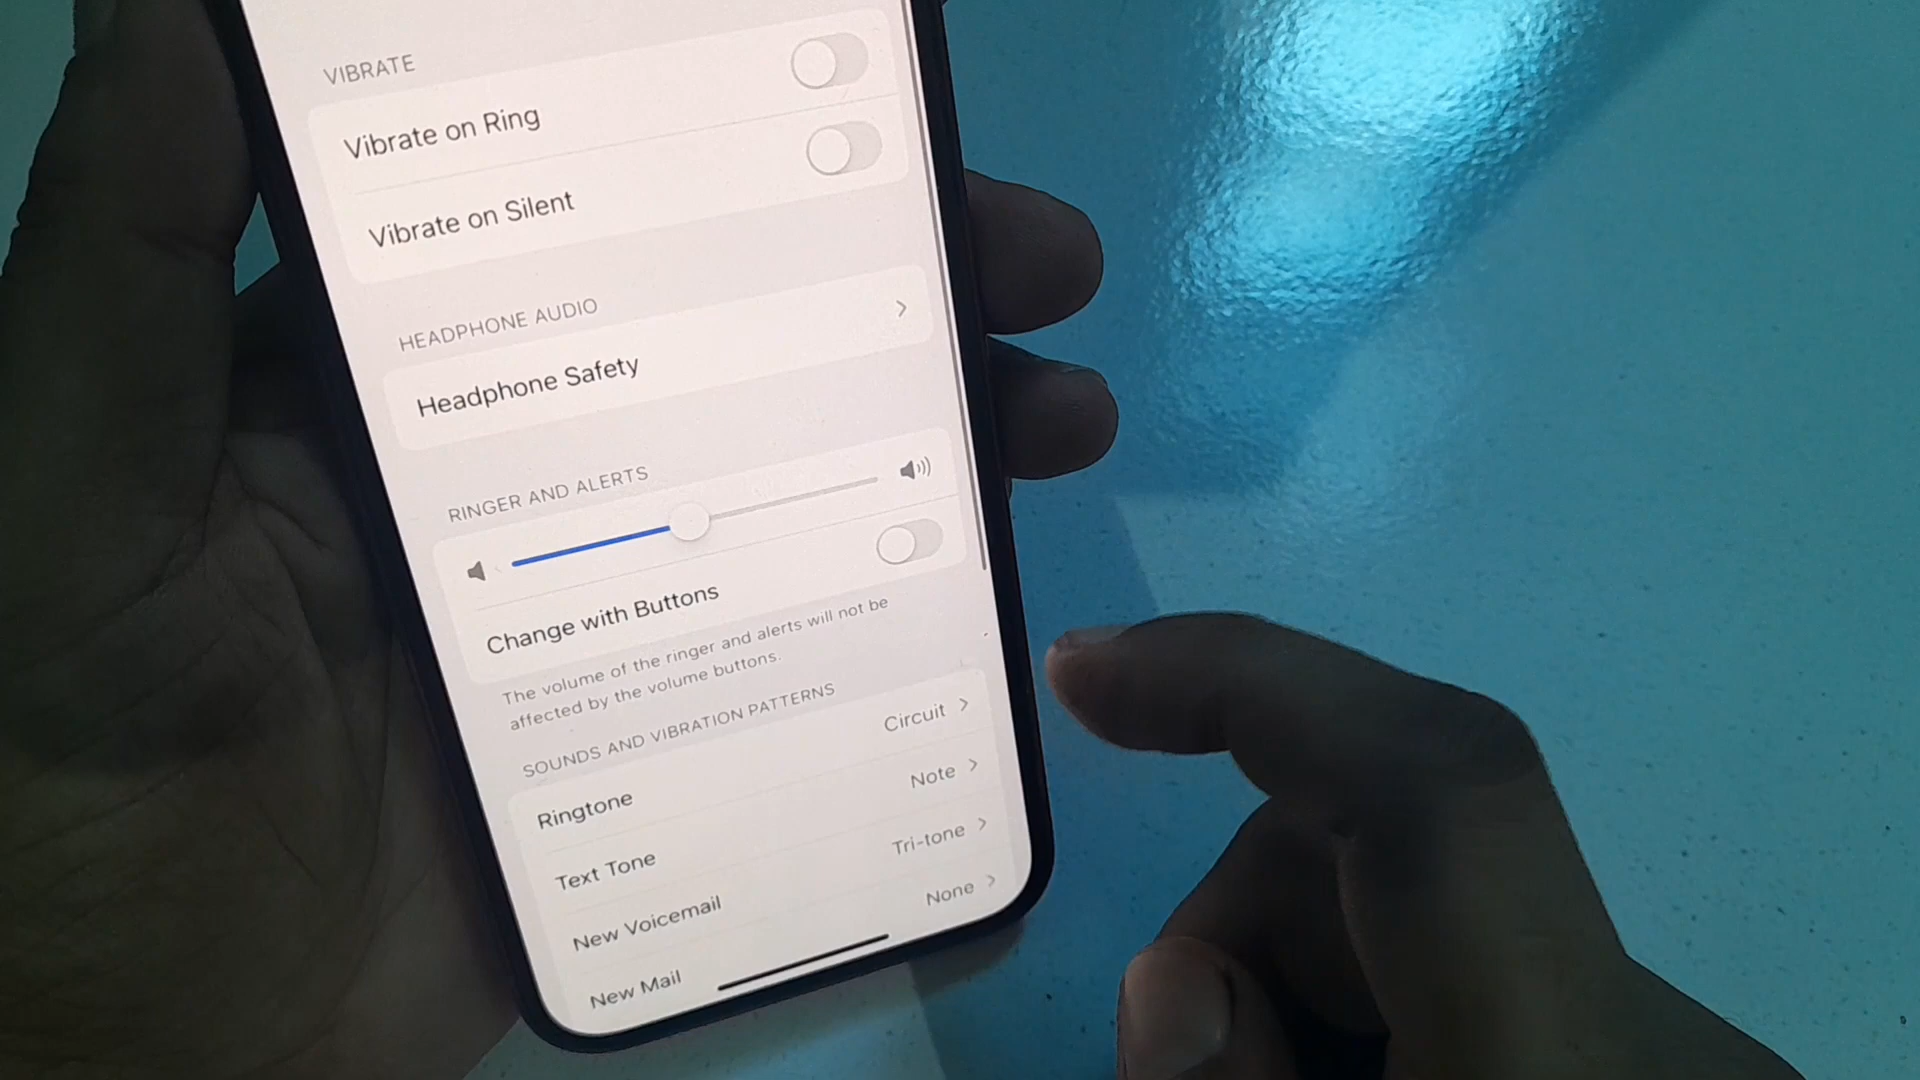 VIBRATE
Vibrate on Ring
Vibrate on Silent
HEADPHONE AUDIO
Headphone Safety
RINGER AND ALERTS
Change with Buttons
The volume of the ringer and alerts will not be
affected by the volume buttons.
SOUNDS AND VIBRATION PATTERNS
Ringtone Circuit
Text Tone Note
New Voicemail Tri-tone
New Mail None